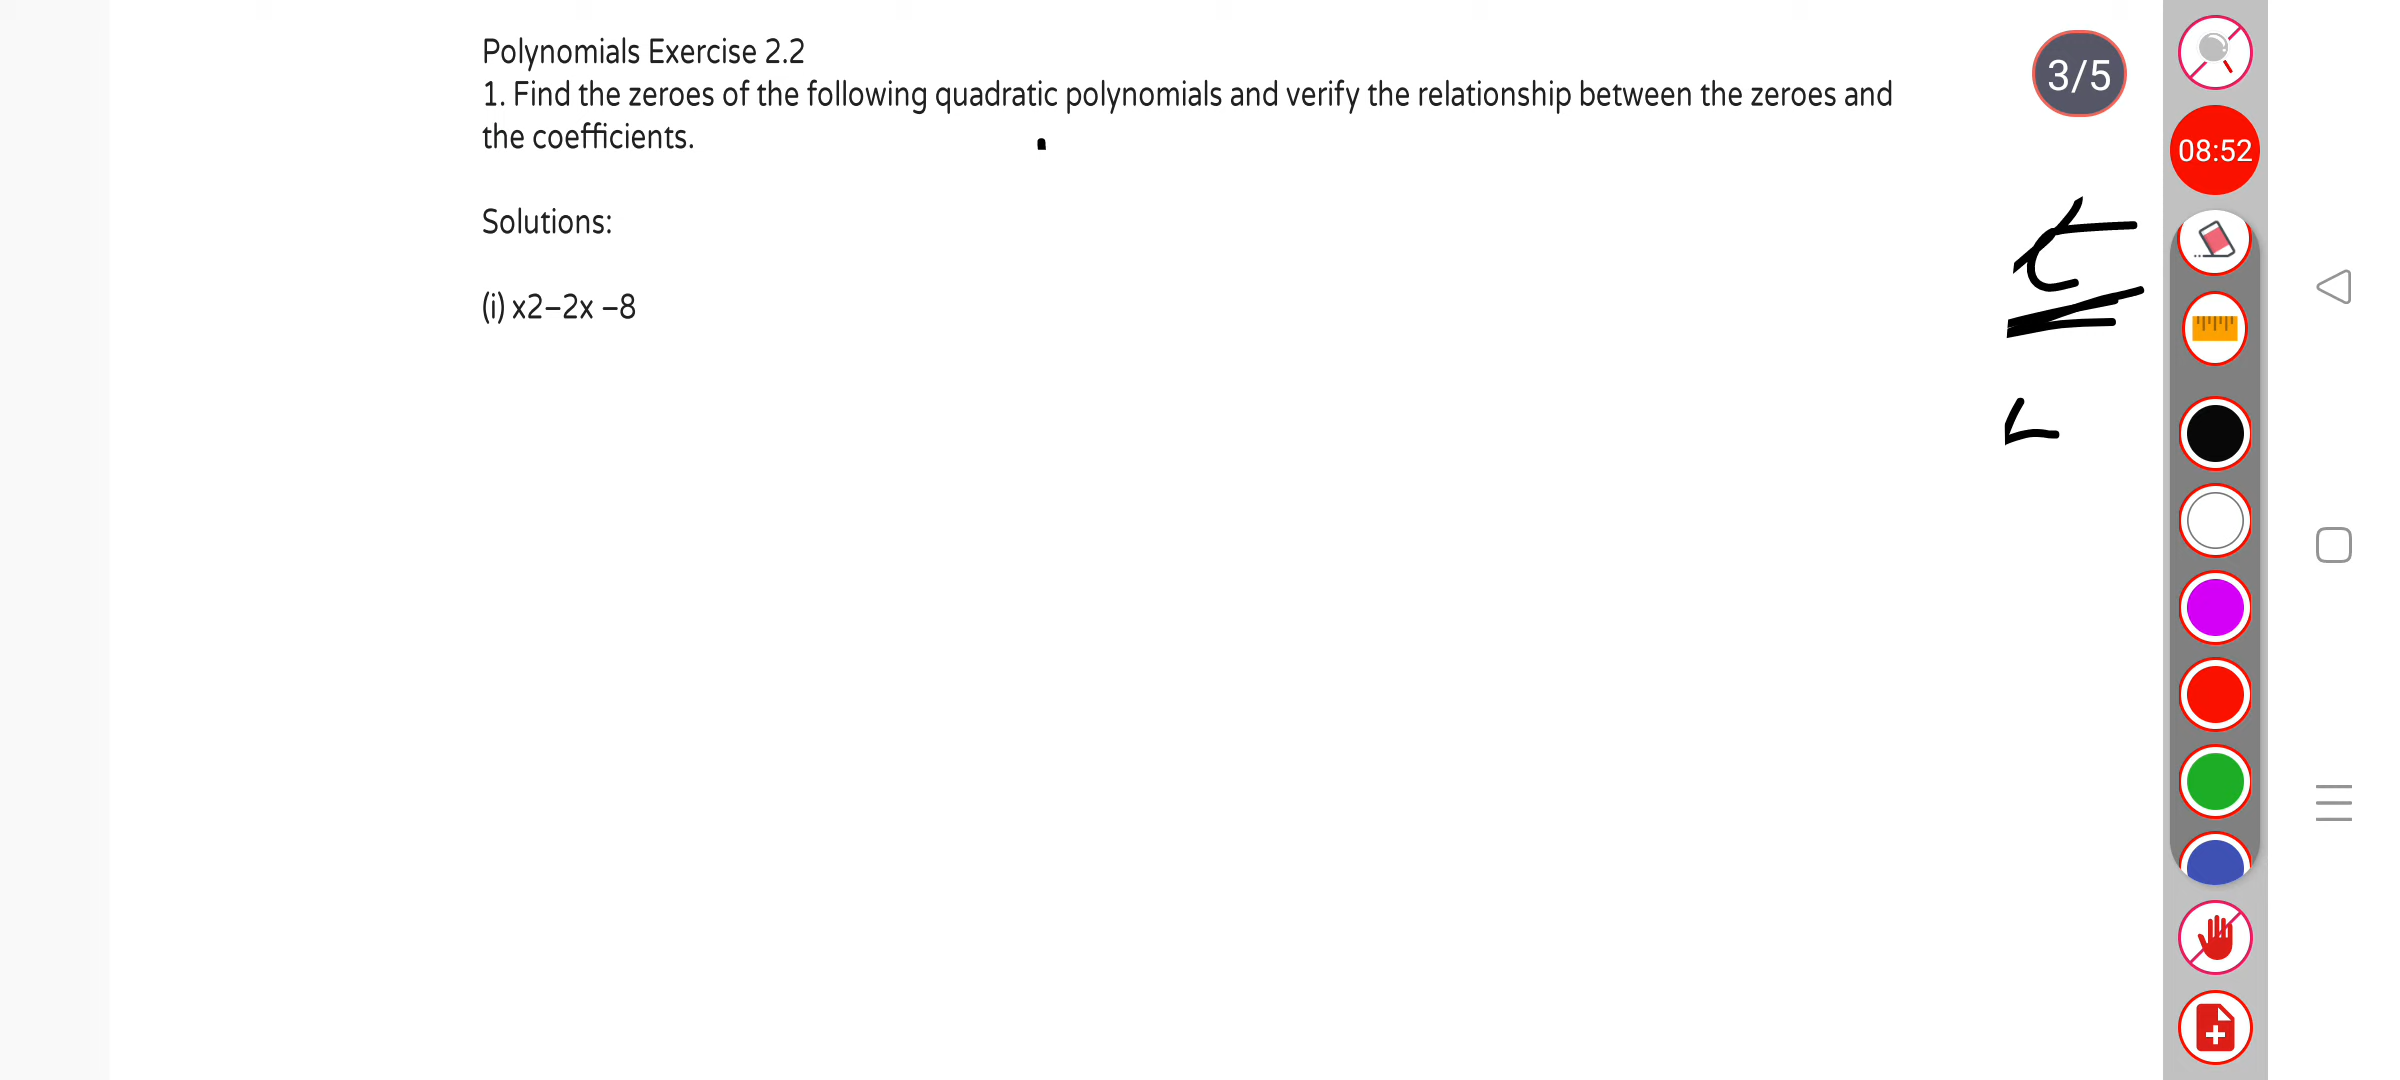 Polynomials Exercise 2.2
1. Find the zeroes of the following quadratic polynomials and verify the relationship between the zeroes and
the coefficients.
3/5
08:52
Solutions:
(i) x2–2x –8